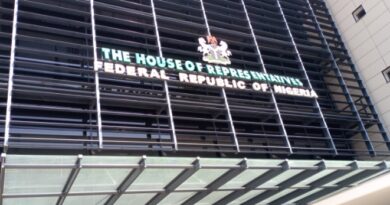 THE HOUSE OF REPRESENTATIVES
FEDERAL REPUBLIC OF NIGERIA